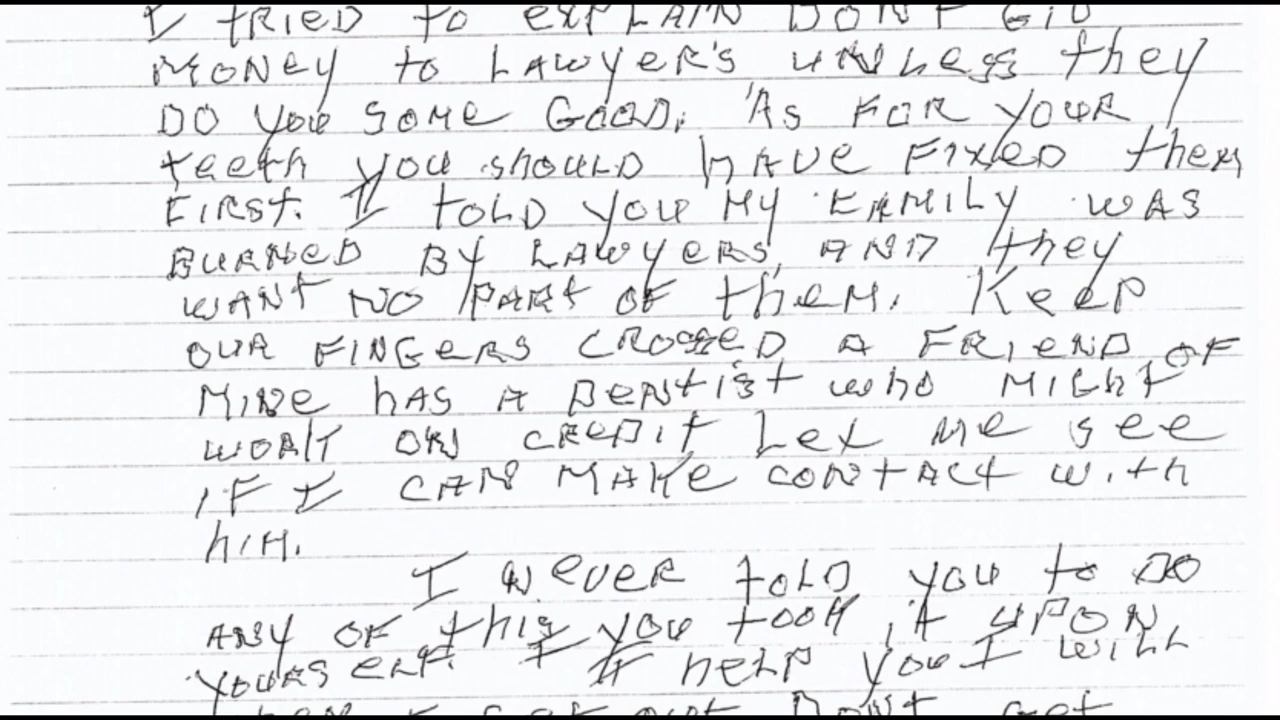 I TRIED to EXPLAIN DON't GIV
MONEy to LAWyER'S UNLess they
DO you SOME GOOD. AS FOR yOUR
teeth you SHOULD hAVe FIXED them
FIRSt. I tOLD yOU My FAMILy WAS
BURNeD By LAWyeRS, AND they
WANt NO PARt OF theM. Keep
OUR FINGeRS CROSSeD A FRIeND OF
MINe hAS A DeNtISt wHO MIGHt
WORK ON CReDIt Let Me see
IF I CAN MAKe CONtACt WIth
hIM.
I NeVeR tOLD yOU to DO
ANy OF thIS yOU tOOK It UPON
yOURSeLF. I HeLP yOU I WILL
DON't Get